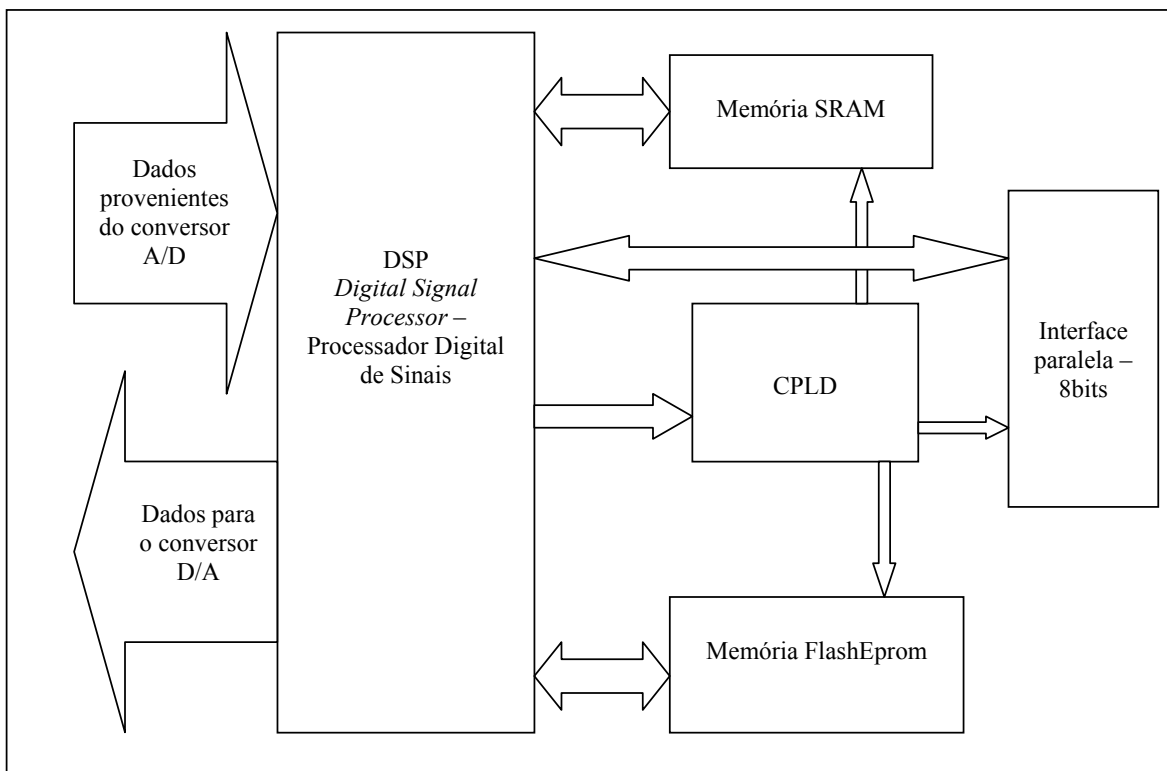 Memória SRAM
Dados
provenientes
do conversor
A/D
DSP
Digital Signal
Processor –
Processador Digital
de Sinais
CPLD
Interface
paralela –
8bits
Dados para
o conversor
D/A
Memória FlashEprom